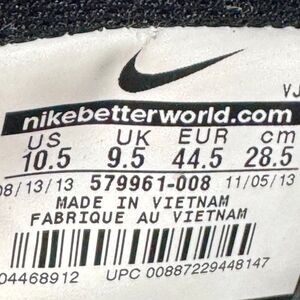 VJ
nikebetterworld.com
US UK EUR cm
10.5 9.5 44.5 28.5
08/13/13 579961-008 11/05/13
MADE IN VIETNAM
FABRIQUE AU VIETNAM
04468912 UPC 00887229448147